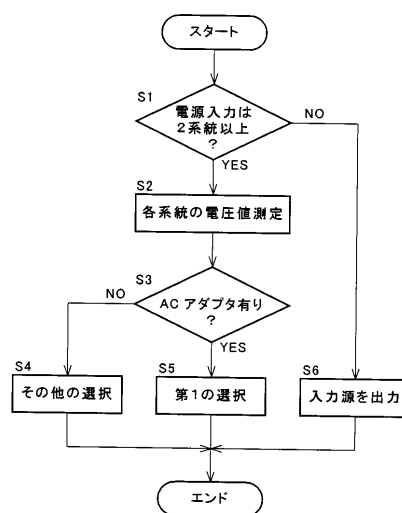 スタート
S1
電源入力は
2系統以上
?
NO
YES
S2
各系統の電圧値測定
S3
NO
ACアダプタ有り
?
YES
S4
その他の選択
S5
第1の選択
S6
入力源を出力
エンド